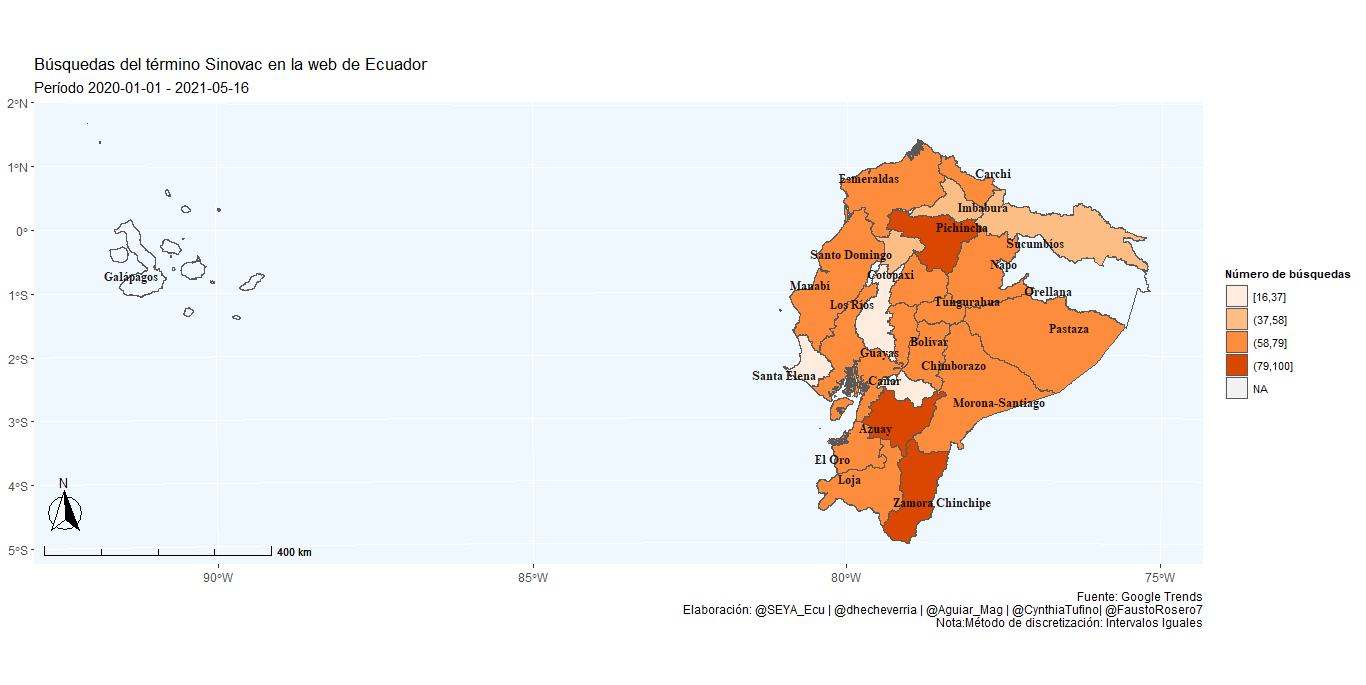 Búsquedas del término Sinovac en la web de Ecuador
Período 2020-01-01 - 2021-05-16
2°N
1°N
0°
1°S
2°S
3°S
4°S
5°S
90°W
85°W
80°W
75°W
Galápagos
Esmeraldas
Carchi
Imbabura
Pichincha
Sucumbíos
Santo Domingo
Napo
Cotopaxi
Manabí
Orellana
Los Ríos
Tungurahua
Pastaza
Bolívar
Guayas
Chimborazo
Santa Elena
Cañar
Morona-Santiago
Azuay
El Oro
Loja
Zamora Chinchipe
N
400 km
Número de búsquedas
[16,37]
(37,58]
(58,79]
(79,100]
NA
Fuente: Google Trends
Elaboración: @SEYA_Ecu | @dhecheverria | @Aguiar_Mag | @CynthiaTufino| @FaustoRosero7
Nota:Método de discretización: Intervalos Iguales